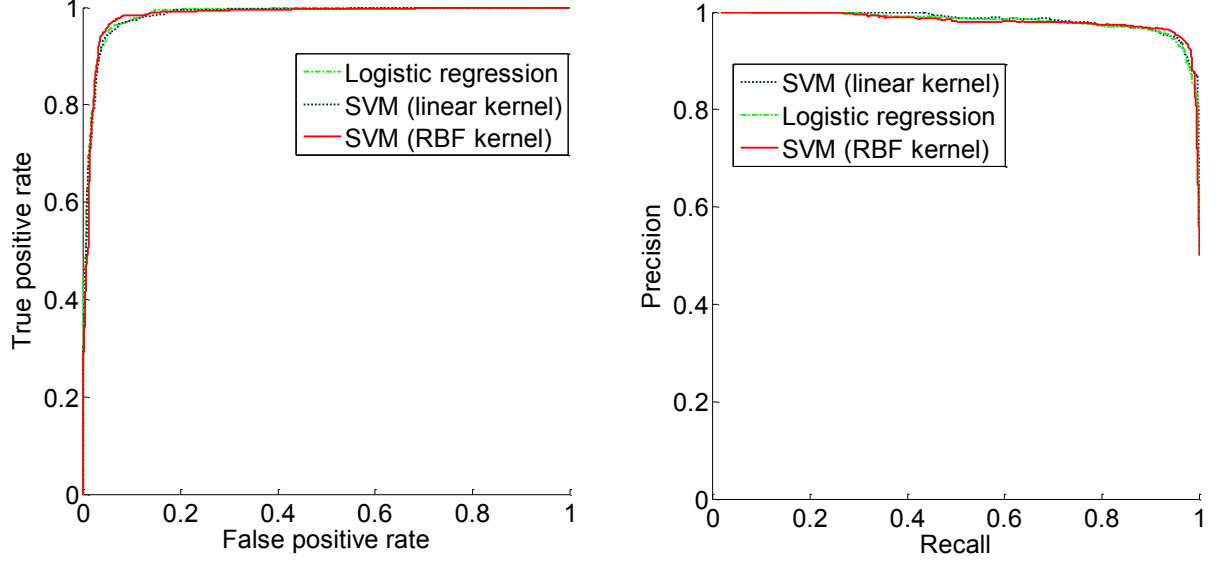 1
0.8
0.6
0.4
0.2
0
True positive rate
Logistic regression
SVM (linear kernel)
SVM (RBF kernel)
0 0.2 0.4 0.6 0.8 1
False positive rate
1
0.8
0.6
0.4
0.2
0
Precision
SVM (linear kernel)
Logistic regression
SVM (RBF kernel)
0 0.2 0.4 0.6 0.8 1
Recall